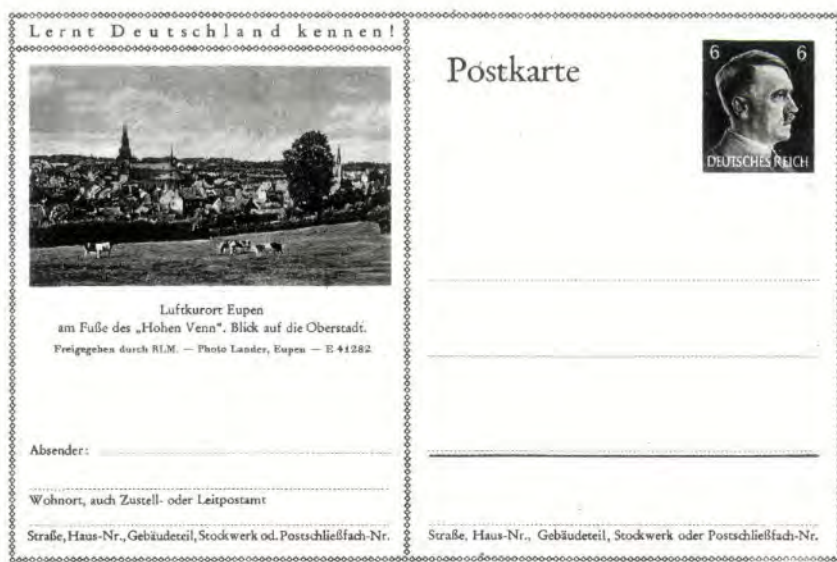 Lernt Deutschland kennen!
Luftkurort Eupen
am Fuße des „Hohen Venn“. Blick auf die Oberstadt.
Freigegeben durch RLM. — Photo Lander, Eupen — E 41282
Absender:
Wohnort, auch Zustell- oder Leitpostamt
Straße, Haus-Nr., Gebäudeteil, Stockwerk od. Postschließfach-Nr.
Postkarte
6 6
DEUTSCHES REICH
Straße, Haus-Nr., Gebäudeteil, Stockwerk oder Postschließfach-Nr.